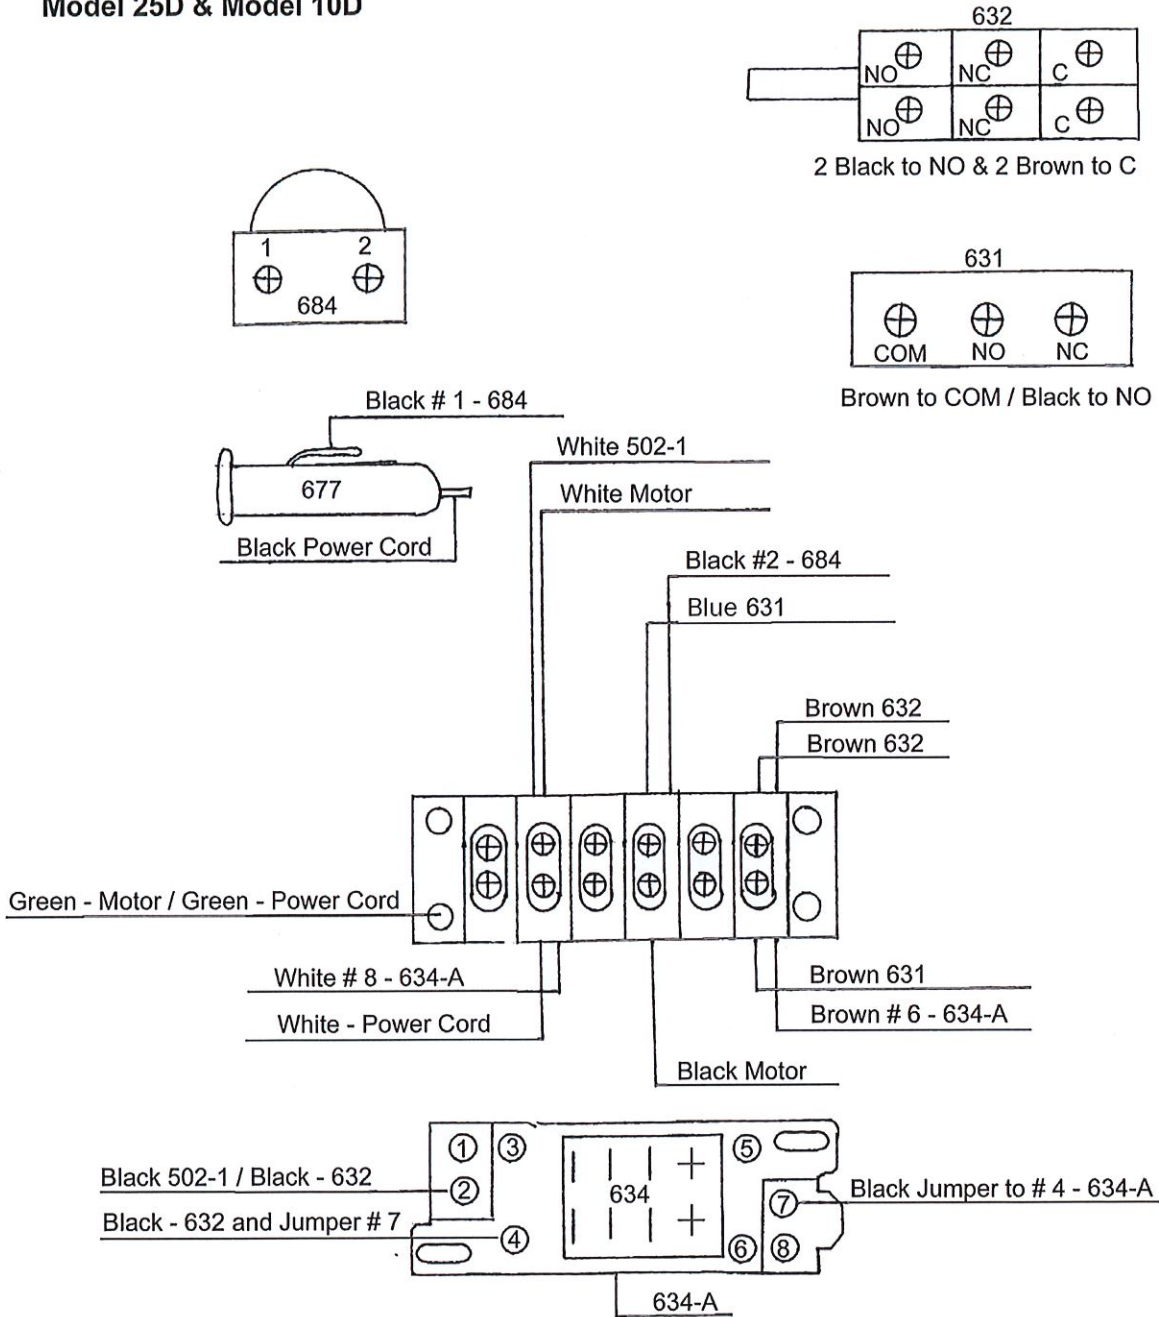 Model 25D & Model 10D
632
NO NC C
NO NC C
2 Black to NO & 2 Brown to C
1 2
684
631
COM NO NC
Brown to COM / Black to NO
Black # 1 - 684
677
Black Power Cord
White 502-1
White Motor
Black #2 - 684
Blue 631
Brown 632
Brown 632
Green - Motor / Green - Power Cord
White # 8 - 634-A
White - Power Cord
Brown 631
Brown # 6 - 634-A
Black Motor
1 3 5
Black 502-1 / Black - 632
2
634
7
Black Jumper to # 4 - 634-A
Black - 632 and Jumper # 7
4 6 8
634-A